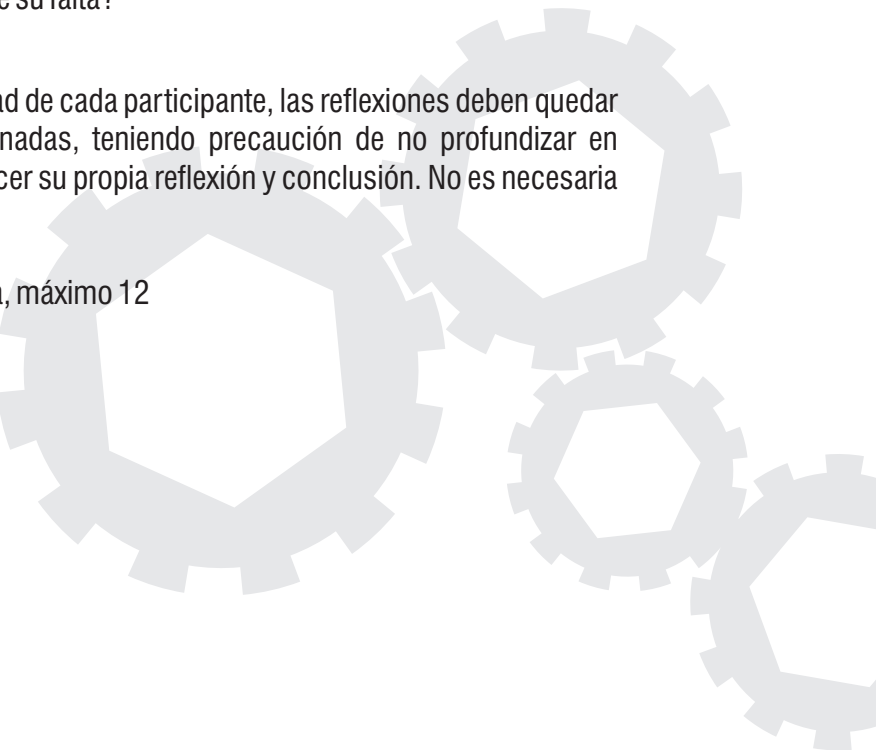 e su falta?
ad de cada participante, las reflexiones deben quedar
nadas, teniendo precaución de no profundizar en
cer su propia reflexión y conclusión. No es necesaria
a, máximo 12